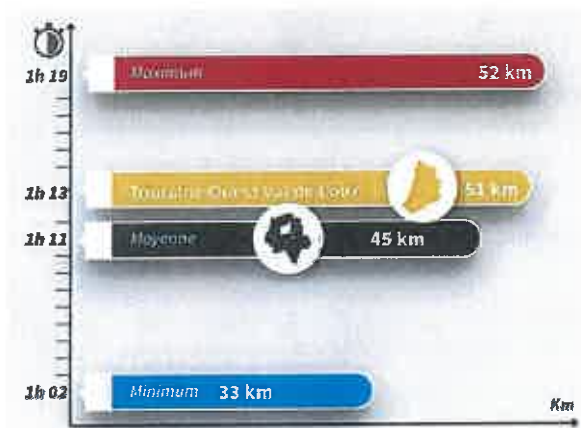 1h 19 Maximum 52 km
1h 13 Touraine Ouest Val de Loire 51 km
1h 11 Moyenne 45 km
1h 02 Minimum 33 km
Km